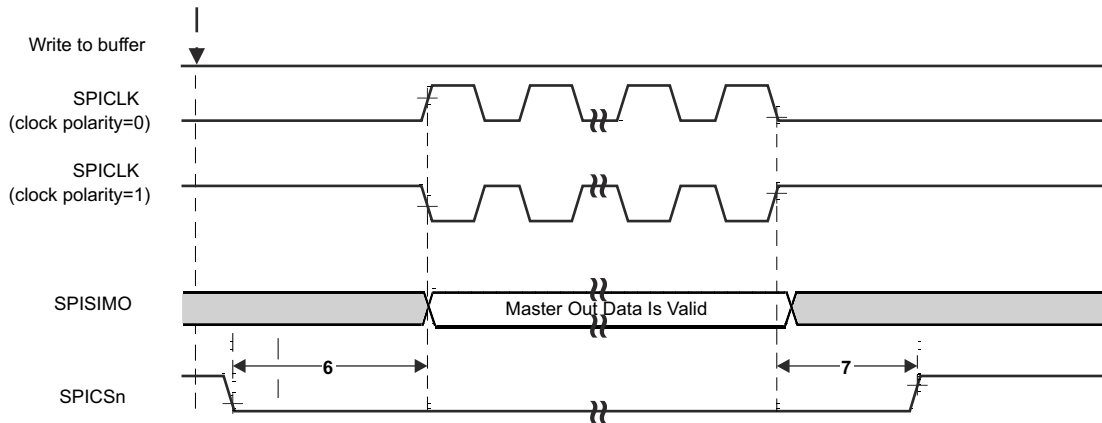 Write to buffer
SPICLK
(clock polarity=0)
SPICLK
(clock polarity=1)
SPISIMO
Master Out Data Is Valid
6
7
SPICSn